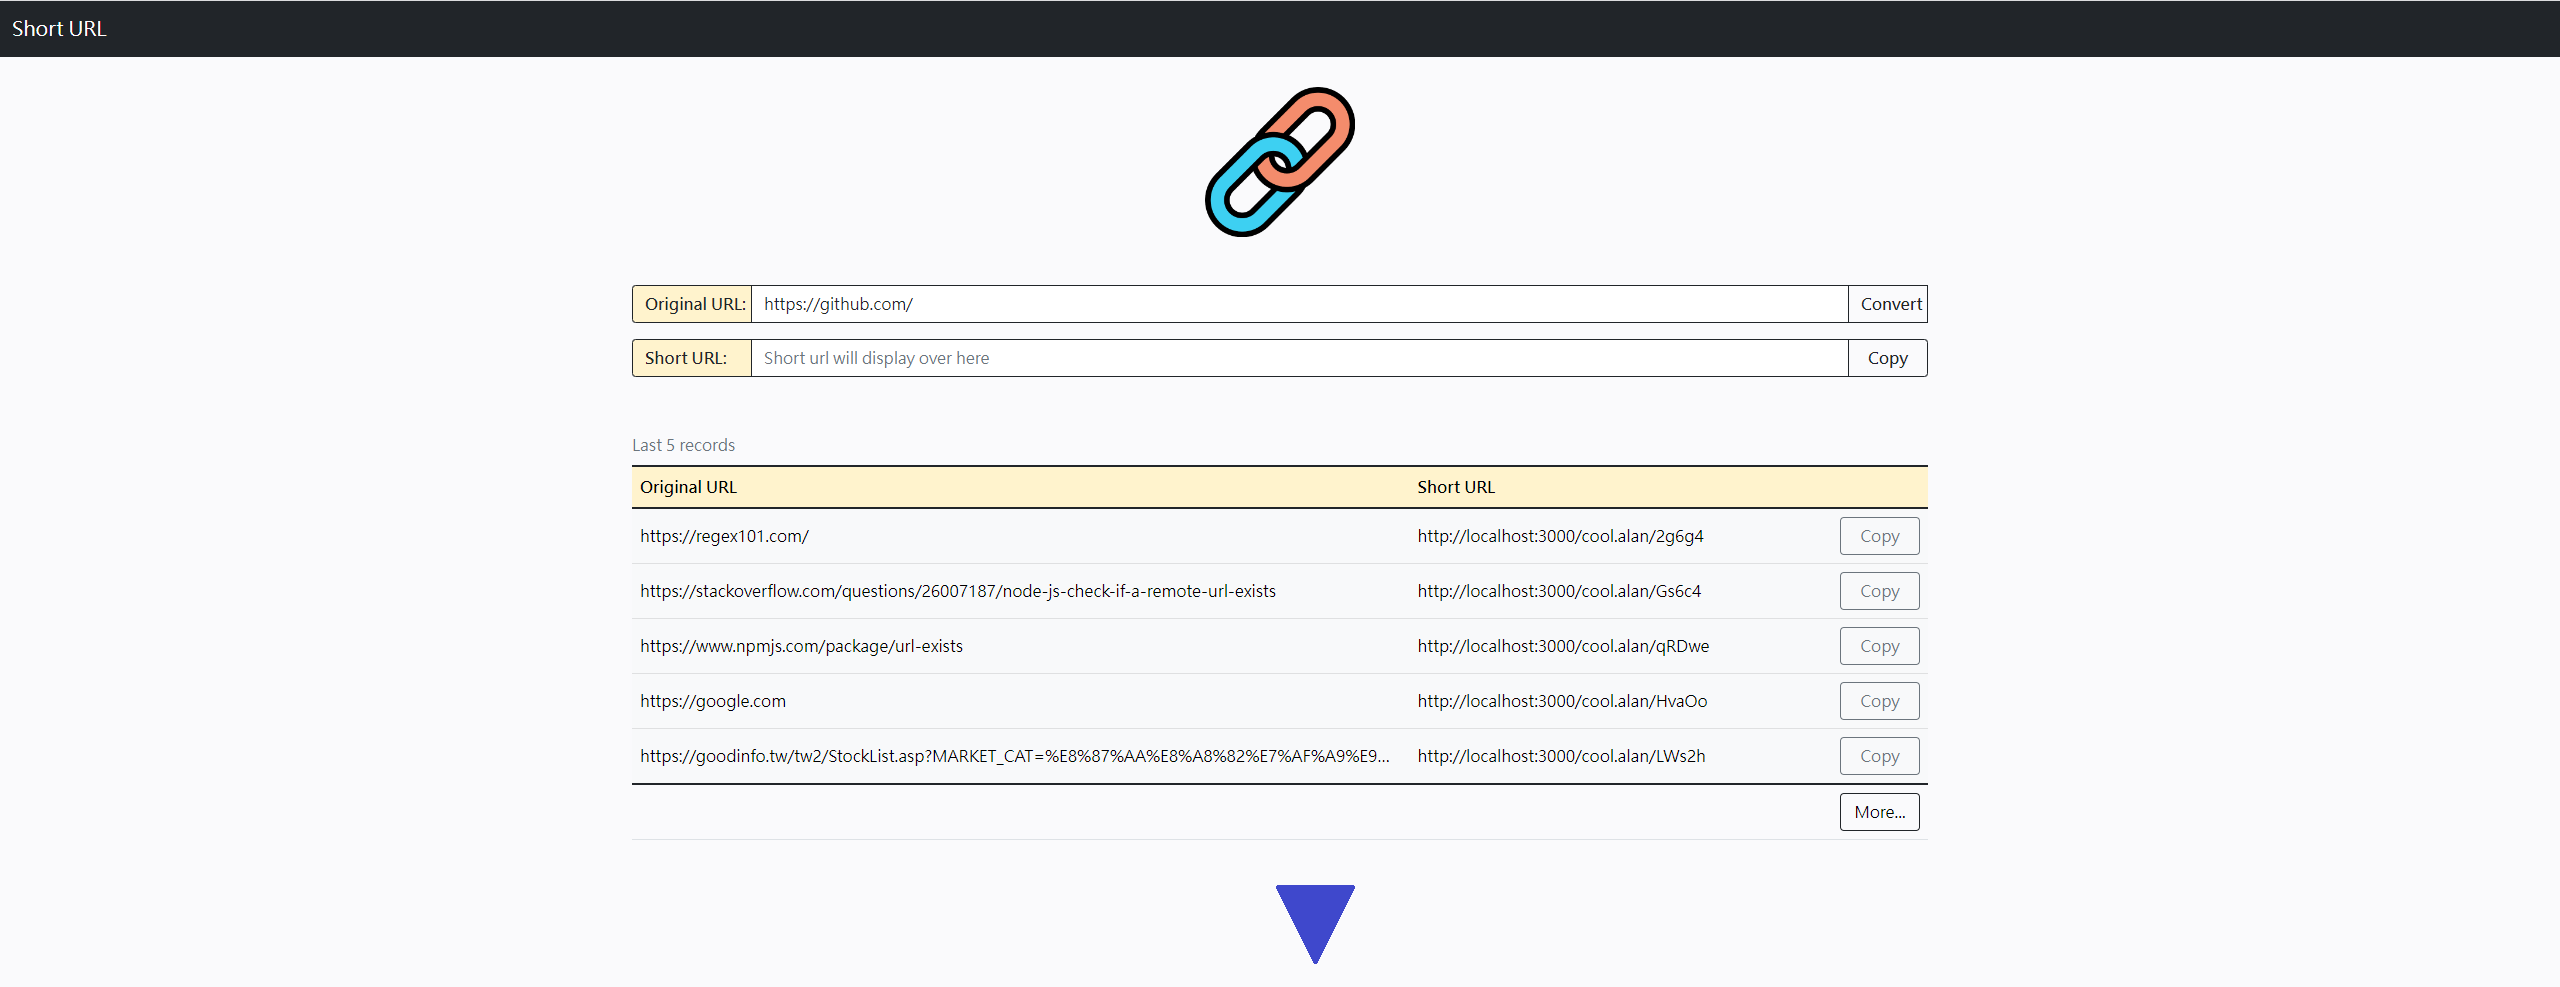 Short URL
Original URL: https://github.com/ Convert
Short URL: Short url will display over here Copy
Last 5 records
Original URL Short URL
https://regex101.com/ http://localhost:3000/cool.alan/2g6g4 Copy
https://stackoverflow.com/questions/26007187/node-js-check-if-a-remote-url-exists http://localhost:3000/cool.alan/Gs6c4 Copy
https://www.npmjs.com/package/url-exists http://localhost:3000/cool.alan/qRDwe Copy
https://google.com http://localhost:3000/cool.alan/HvaOo Copy
https://goodinfo.tw/tw2/StockList.asp?MARKET_CAT=%E8%87%AA%E8%A8%82%E7%AF%A9%E9... http://localhost:3000/cool.alan/LWs2h Copy
More...